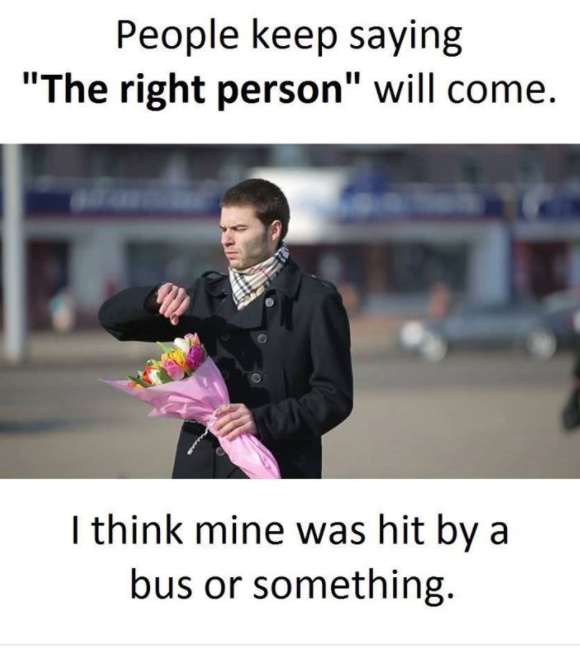 People keep saying
"The right person" will come.
I think mine was hit by a
bus or something.